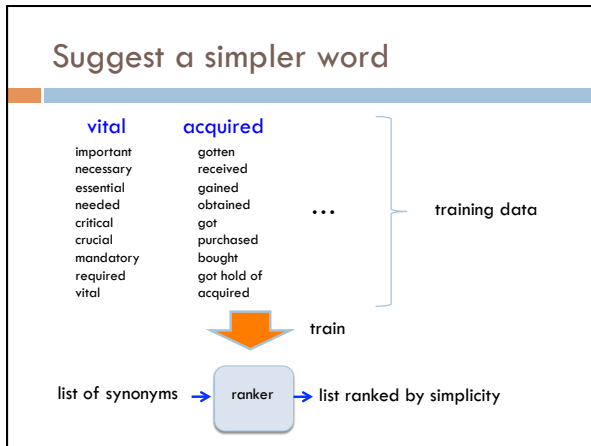 Suggest a simpler word
vital
important
necessary
essential
needed
critical
crucial
mandatory
required
vital
acquired
gotten
received
gained
obtained
got
purchased
bought
got hold of
acquired
...
training data
train
list of synonyms
ranker
list ranked by simplicity